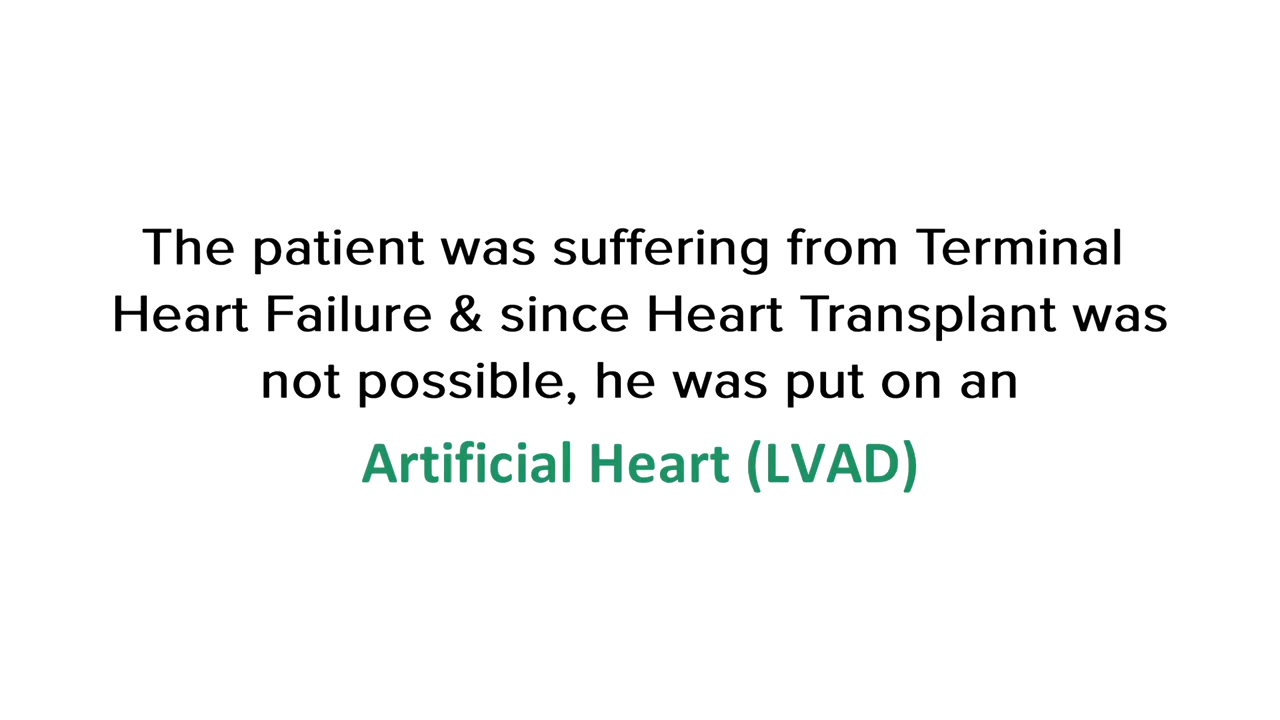 The patient was suffering from Terminal
Heart Failure & since Heart Transplant was
not possible, he was put on an
Artificial Heart (LVAD)